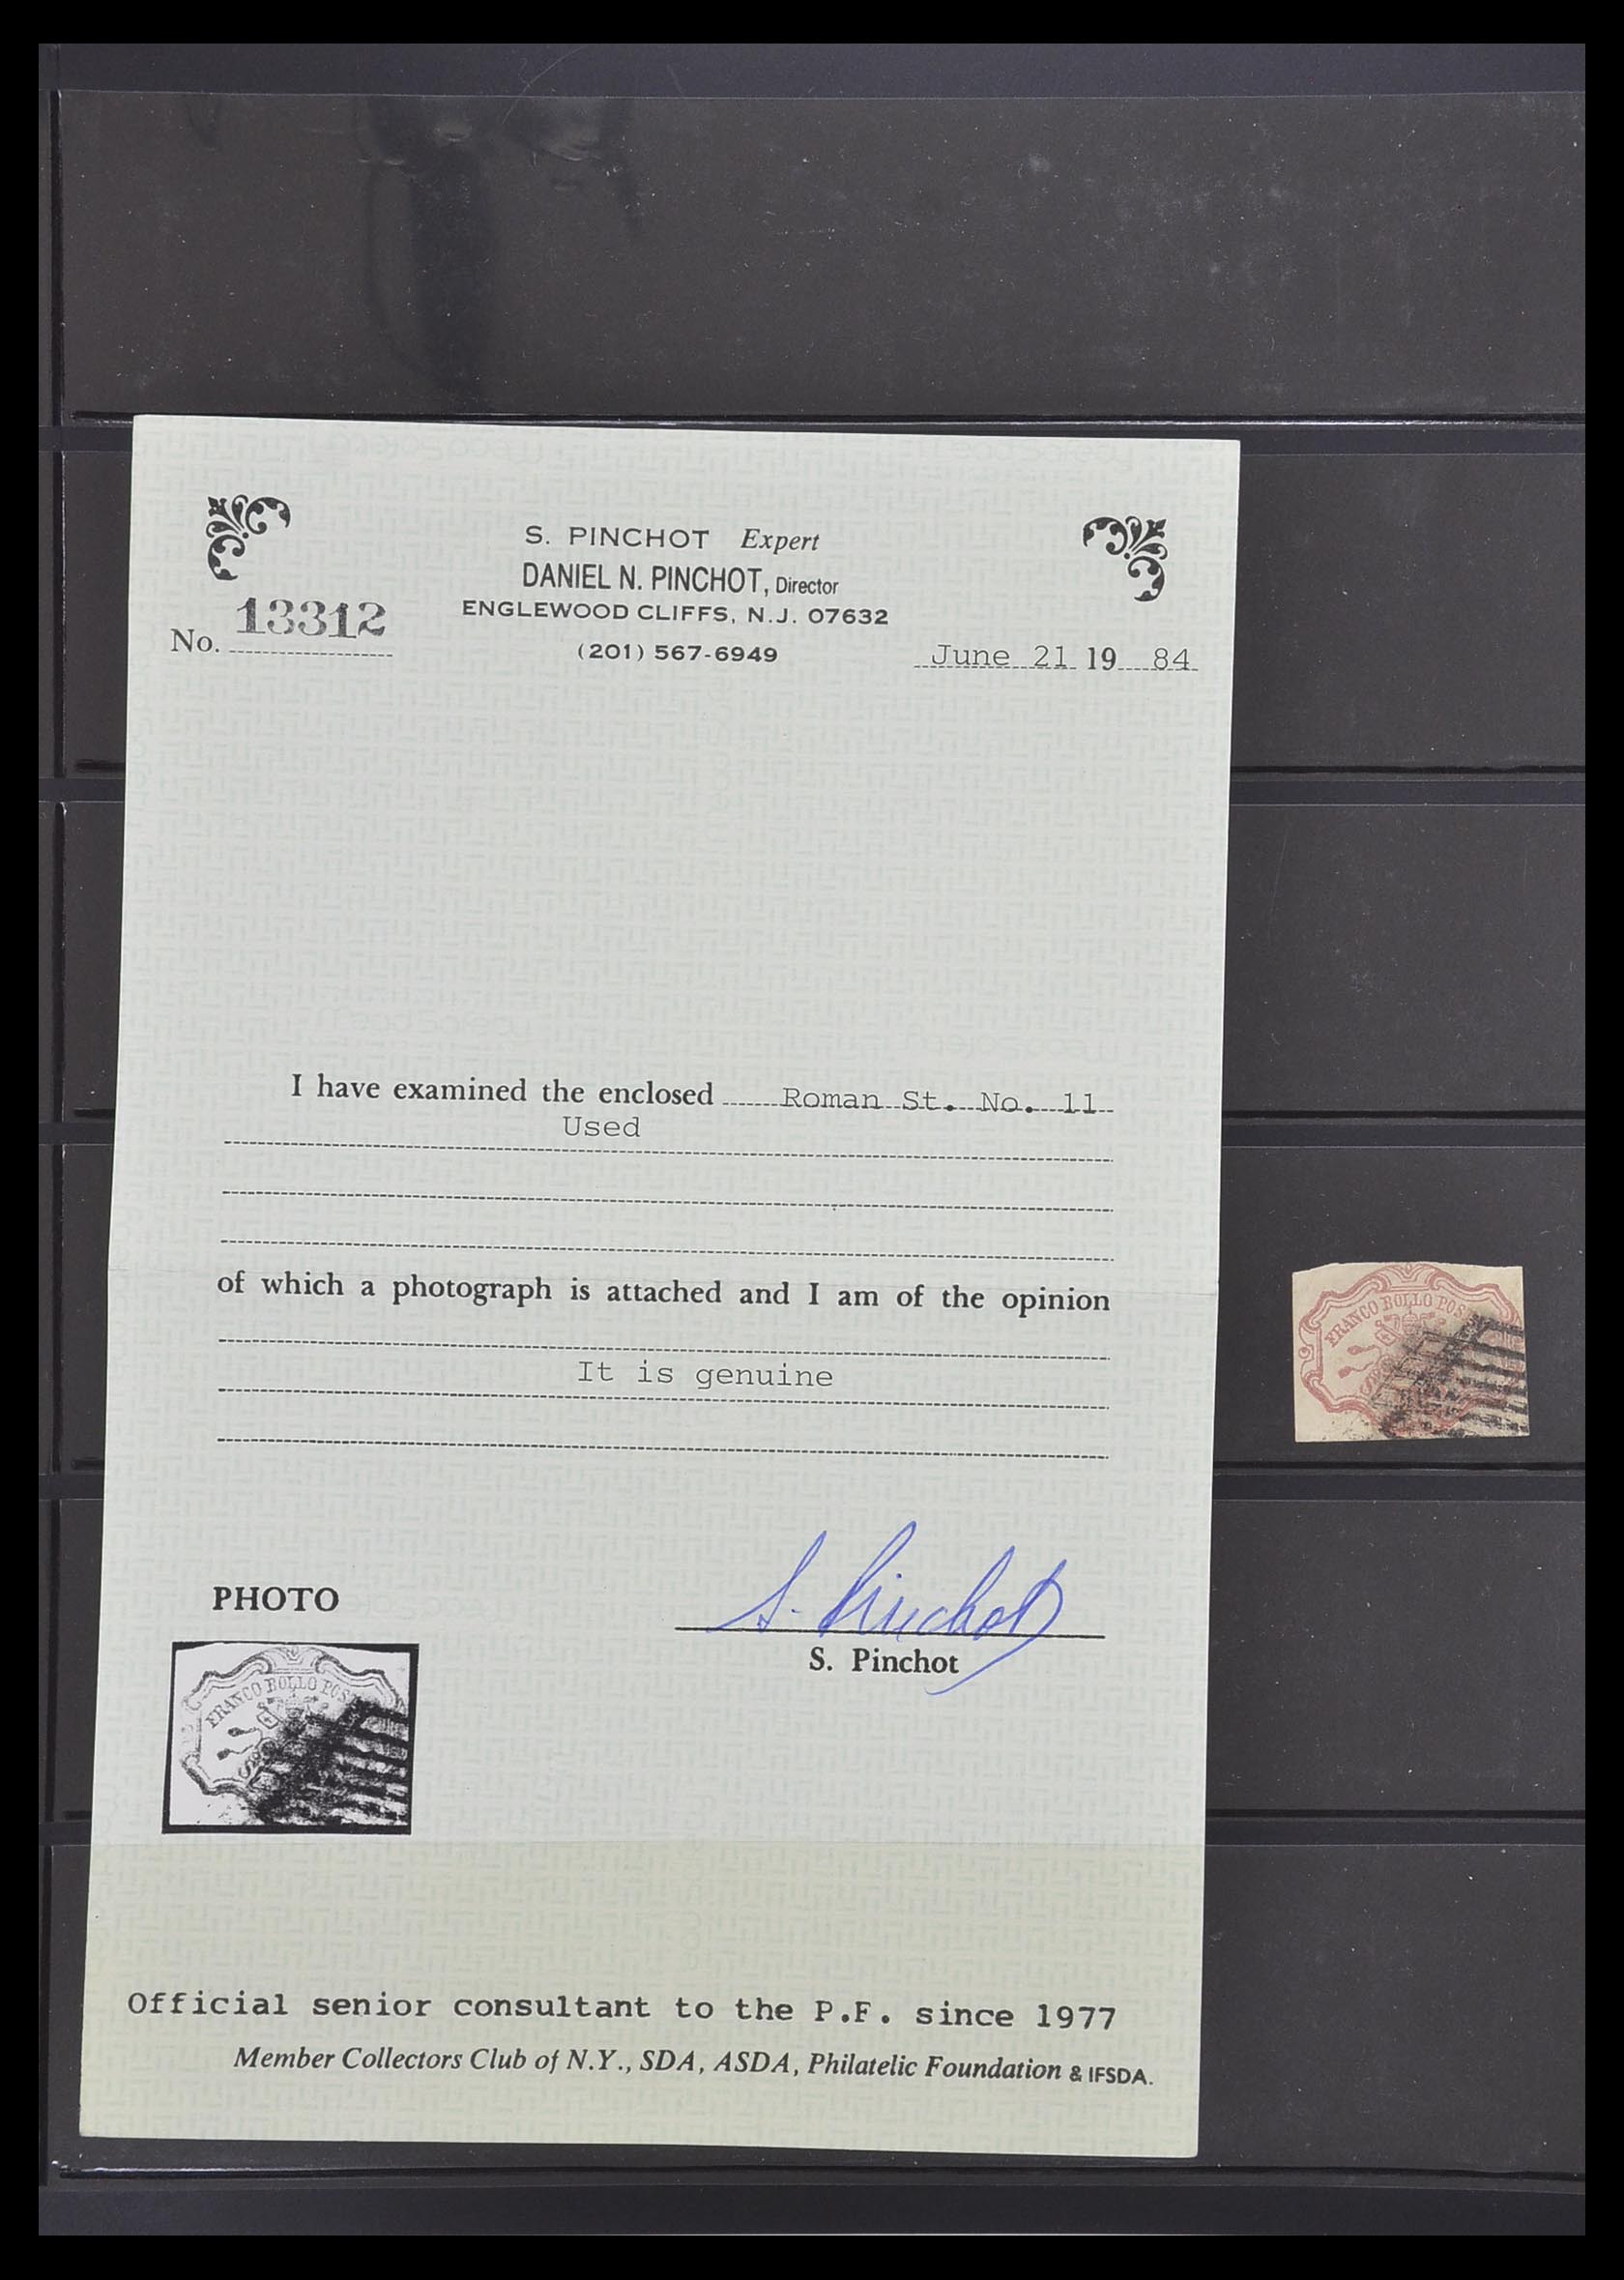 S. PINCHOT Expert
DANIEL N. PINCHOT, Director
ENGLEWOOD CLIFFS, N.J. 07632
(201) 567-6949
No. 13312
June 21 19 84
I have examined the enclosed Roman St. No. 11
Used
of which a photograph is attached and I am of the opinion
It is genuine
PHOTO
S. Pinchot
S. Pinchot
FRANCO BOLLO POS
Official senior consultant to the P.F. since 1977
Member Collectors Club of N.Y., SDA, ASDA, Philatelic Foundation & IFSDA.
FRANCO BOLLO POS